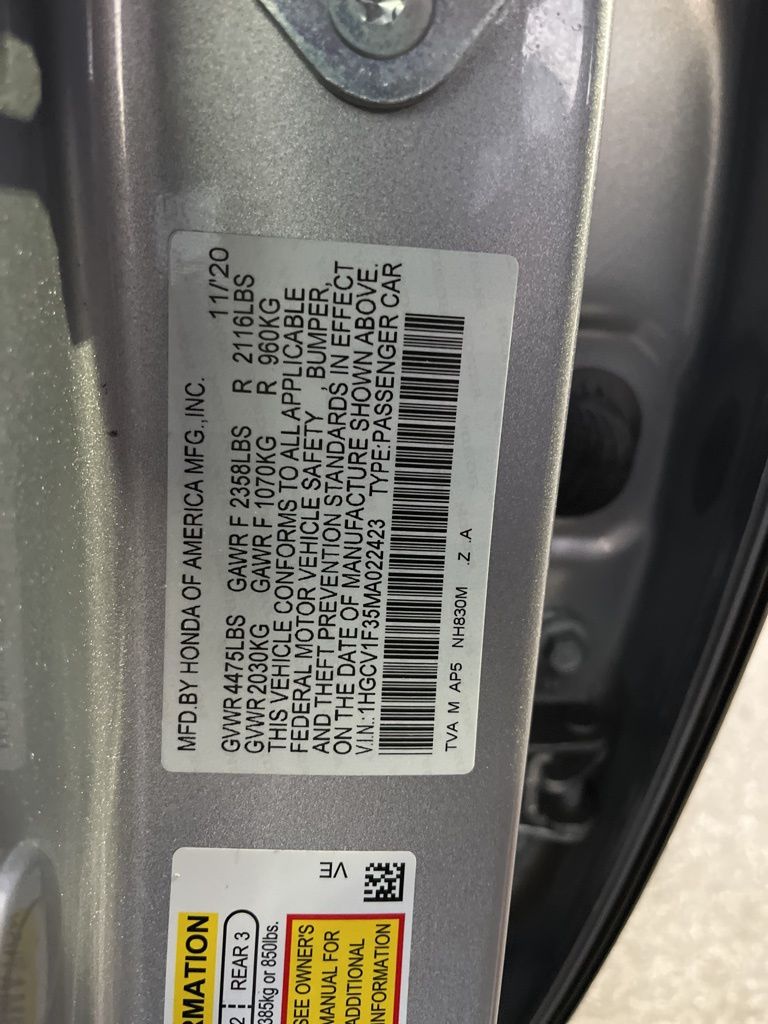 MFD.BY HONDA OF AMERICA MFG.,INC. 11/'20
GVWR 4475LBS GAWR F 2358LBS R 2116LBS
GVWR 2030KG GAWR F 1070KG R 960KG
THIS VEHICLE CONFORMS TO ALL APPLICABLE
FEDERAL MOTOR VEHICLE SAFETY , BUMPER,
AND THEFT PREVENTION STANDARDS IN EFFECT
ON THE DATE OF MANUFACTURE SHOWN ABOVE.
V.I.N.:1HGCV1F35MA022423 TYPE:PASSENGER CAR
TVA M AP5 NH830M .Z .A
VE
RMATION
2 REAR 3
385kg or 850lbs.
SEE OWNER'S
MANUAL FOR
ADDITIONAL
INFORMATION